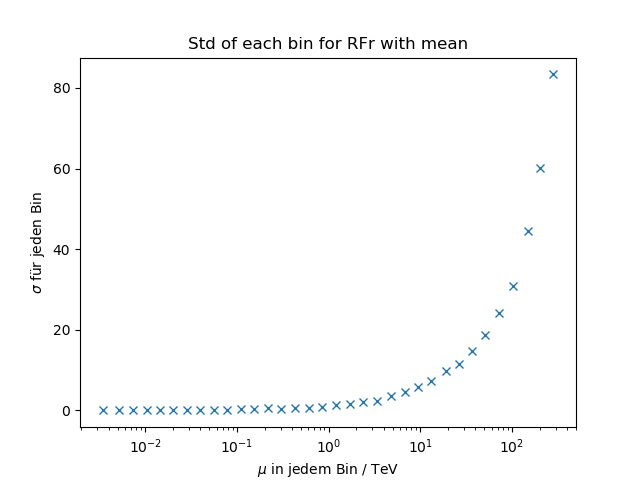 Std of each bin for RFr with mean
σ für jeden Bin
80
60
40
20
0
10⁻² 10⁻¹ 10⁰ 10¹ 10²
μ in jedem Bin / TeV